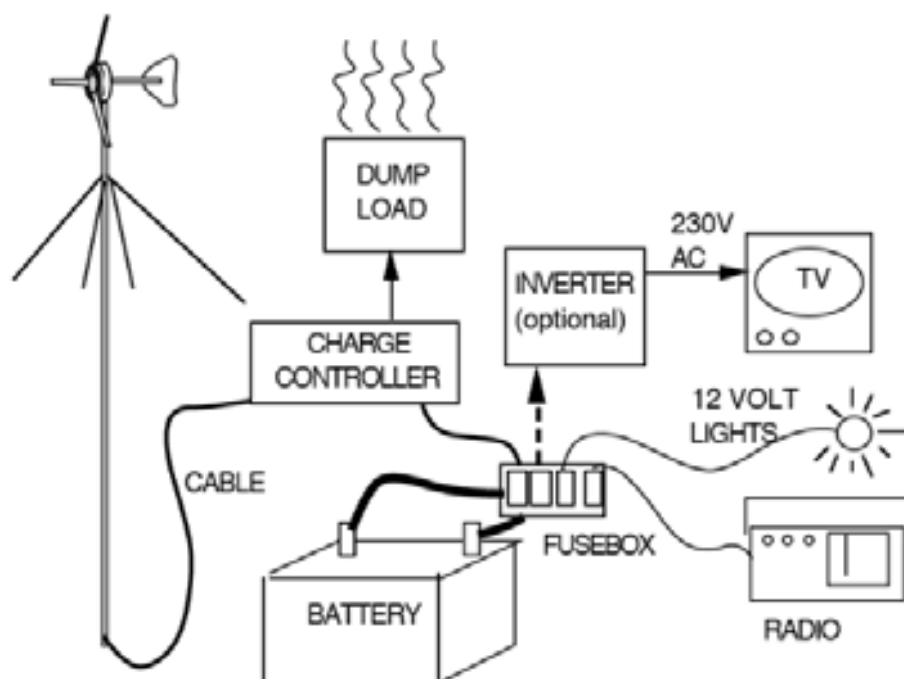 DUMP
LOAD
230V
AC
TV
INVERTER
(optional)
CHARGE
CONTROLLER
12 VOLT
LIGHTS
CABLE
FUSEBOX
BATTERY
RADIO